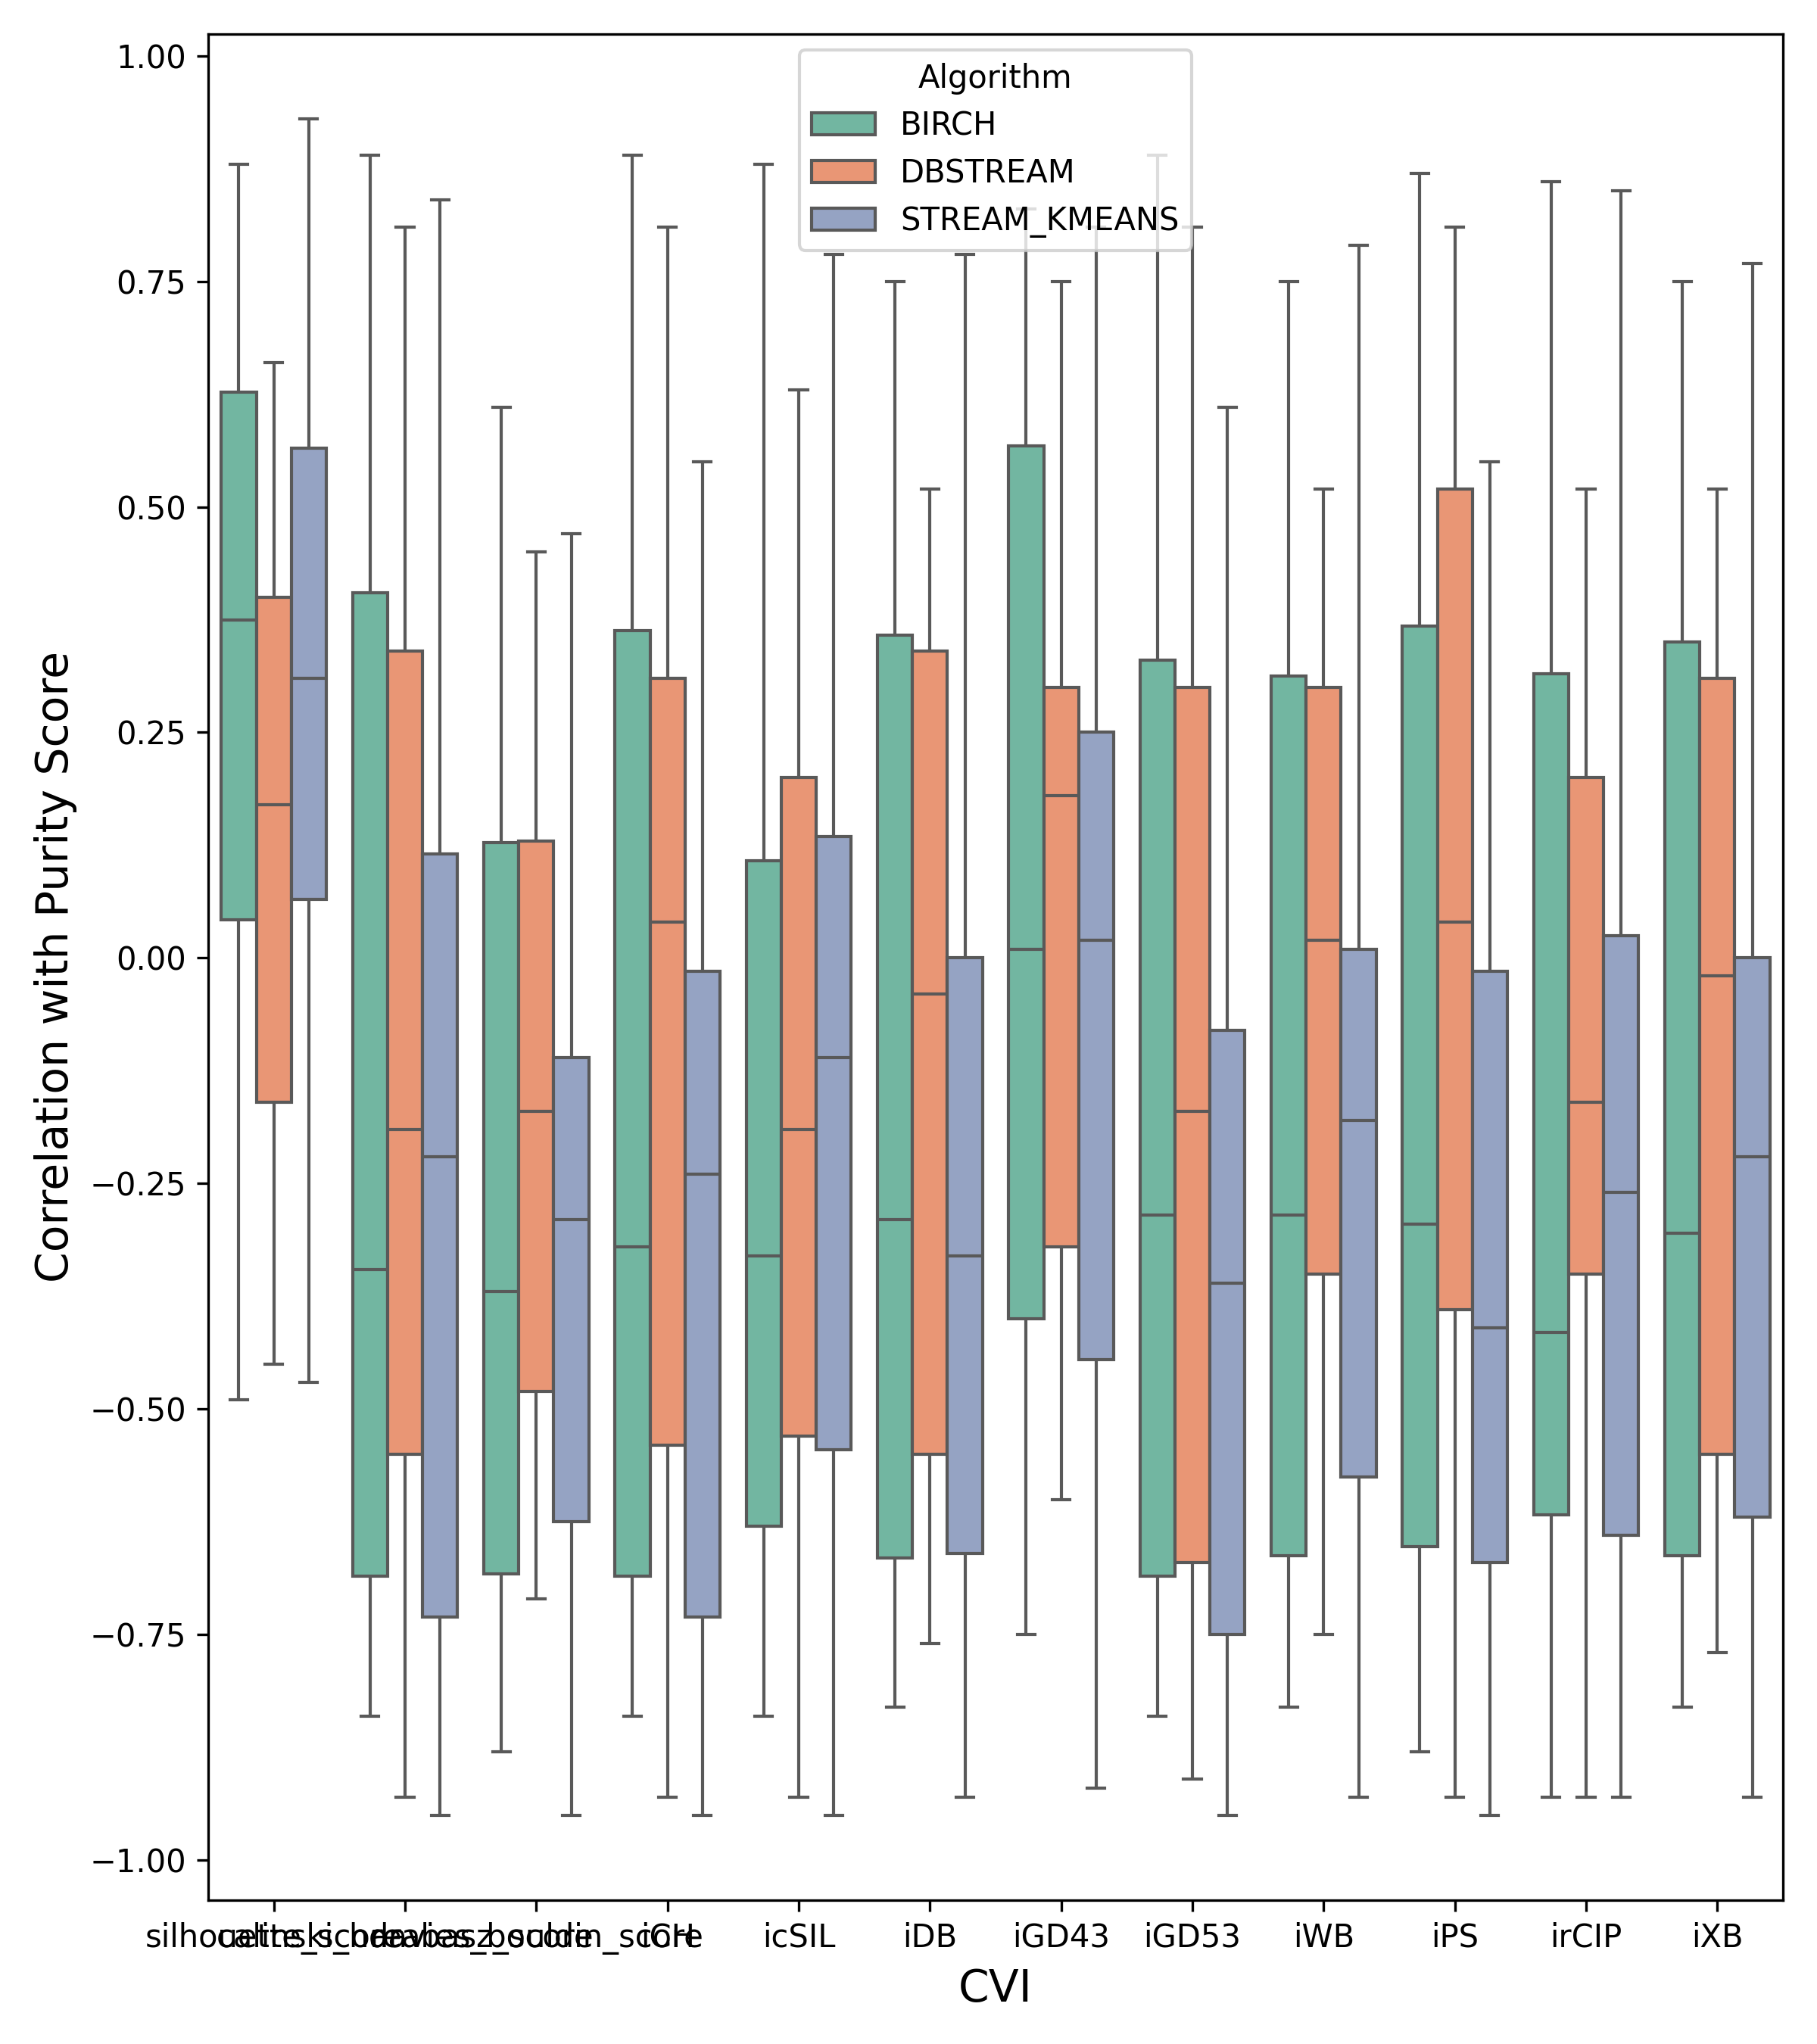 Algorithm
BIRCH
DBSTREAM
STREAM_KMEANS
Correlation with Purity Score
1.00
0.75
0.50
0.25
0.00
−0.25
−0.50
−0.75
−1.00
iCH
icSIL
iDB
iGD43
iGD53
iWB
iPS
irCIP
iXB
CVI